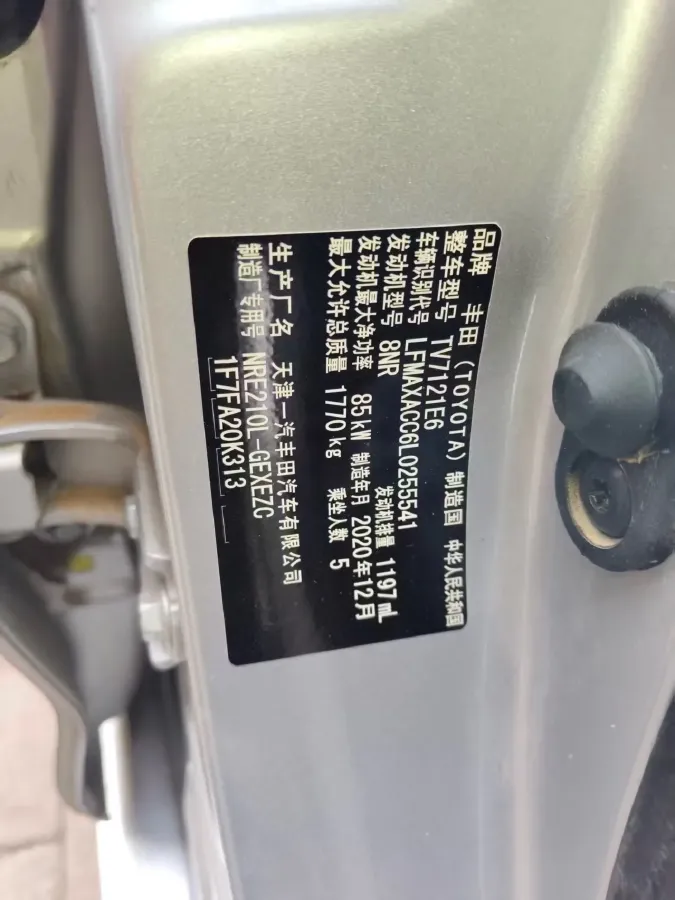 品牌 丰田(TOYOTA) 制造国 中华人民共和国
整车型号 TV7121E6
车辆识别代号 LFMAXACC6L0255541
发动机型号 8NR 发动机排量 1197 mL
发动机最大净功率 85kW 制造年月 2020年12月
最大允许总质量 1770kg 乘坐人数 5
生产厂名 天津一汽丰田汽车有限公司
制造厂专用号 NRE210L-GEXEZC
1F7FA20K313